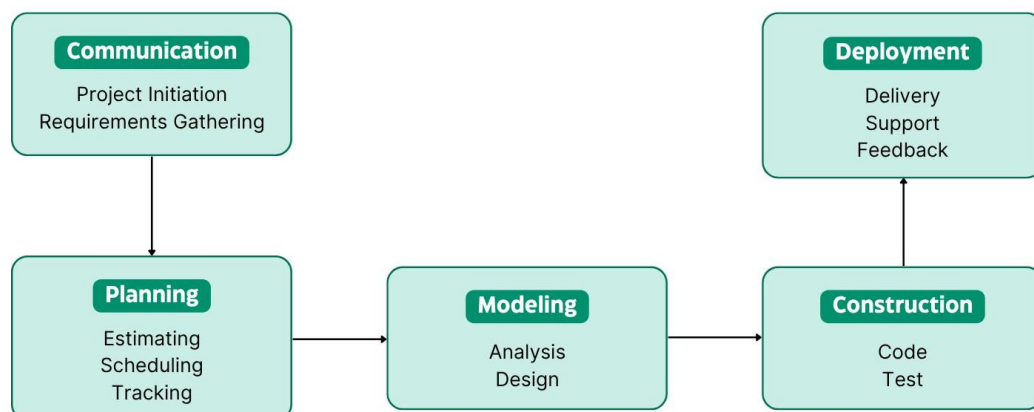 Communication
Project Initiation
Requirements Gathering
Planning
Estimating
Scheduling
Tracking
Modeling
Analysis
Design
Construction
Code
Test
Deployment
Delivery
Support
Feedback